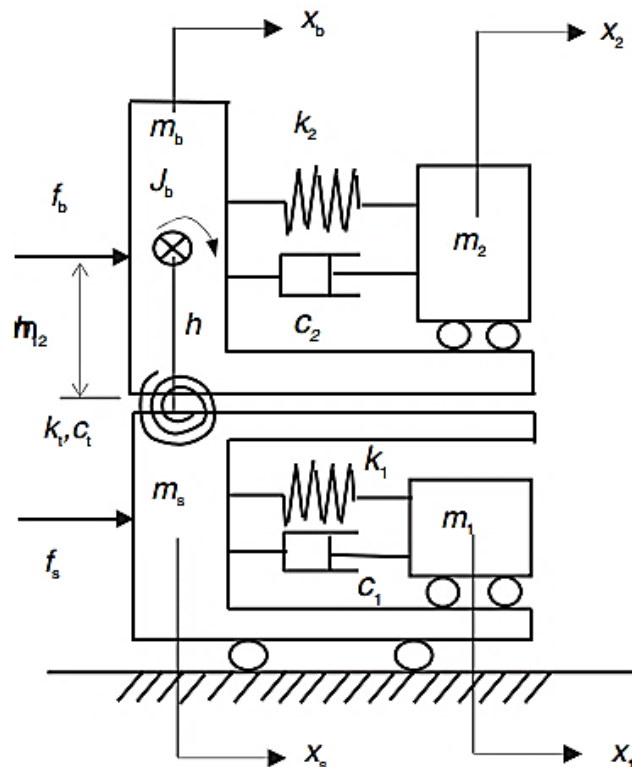 x_b
x_2
m_b
k_2
J_b
f_b
m_2
h
c_2
k_t, c_t
k_1
m_s
m_1
f_s
c_1
x_s
x_1